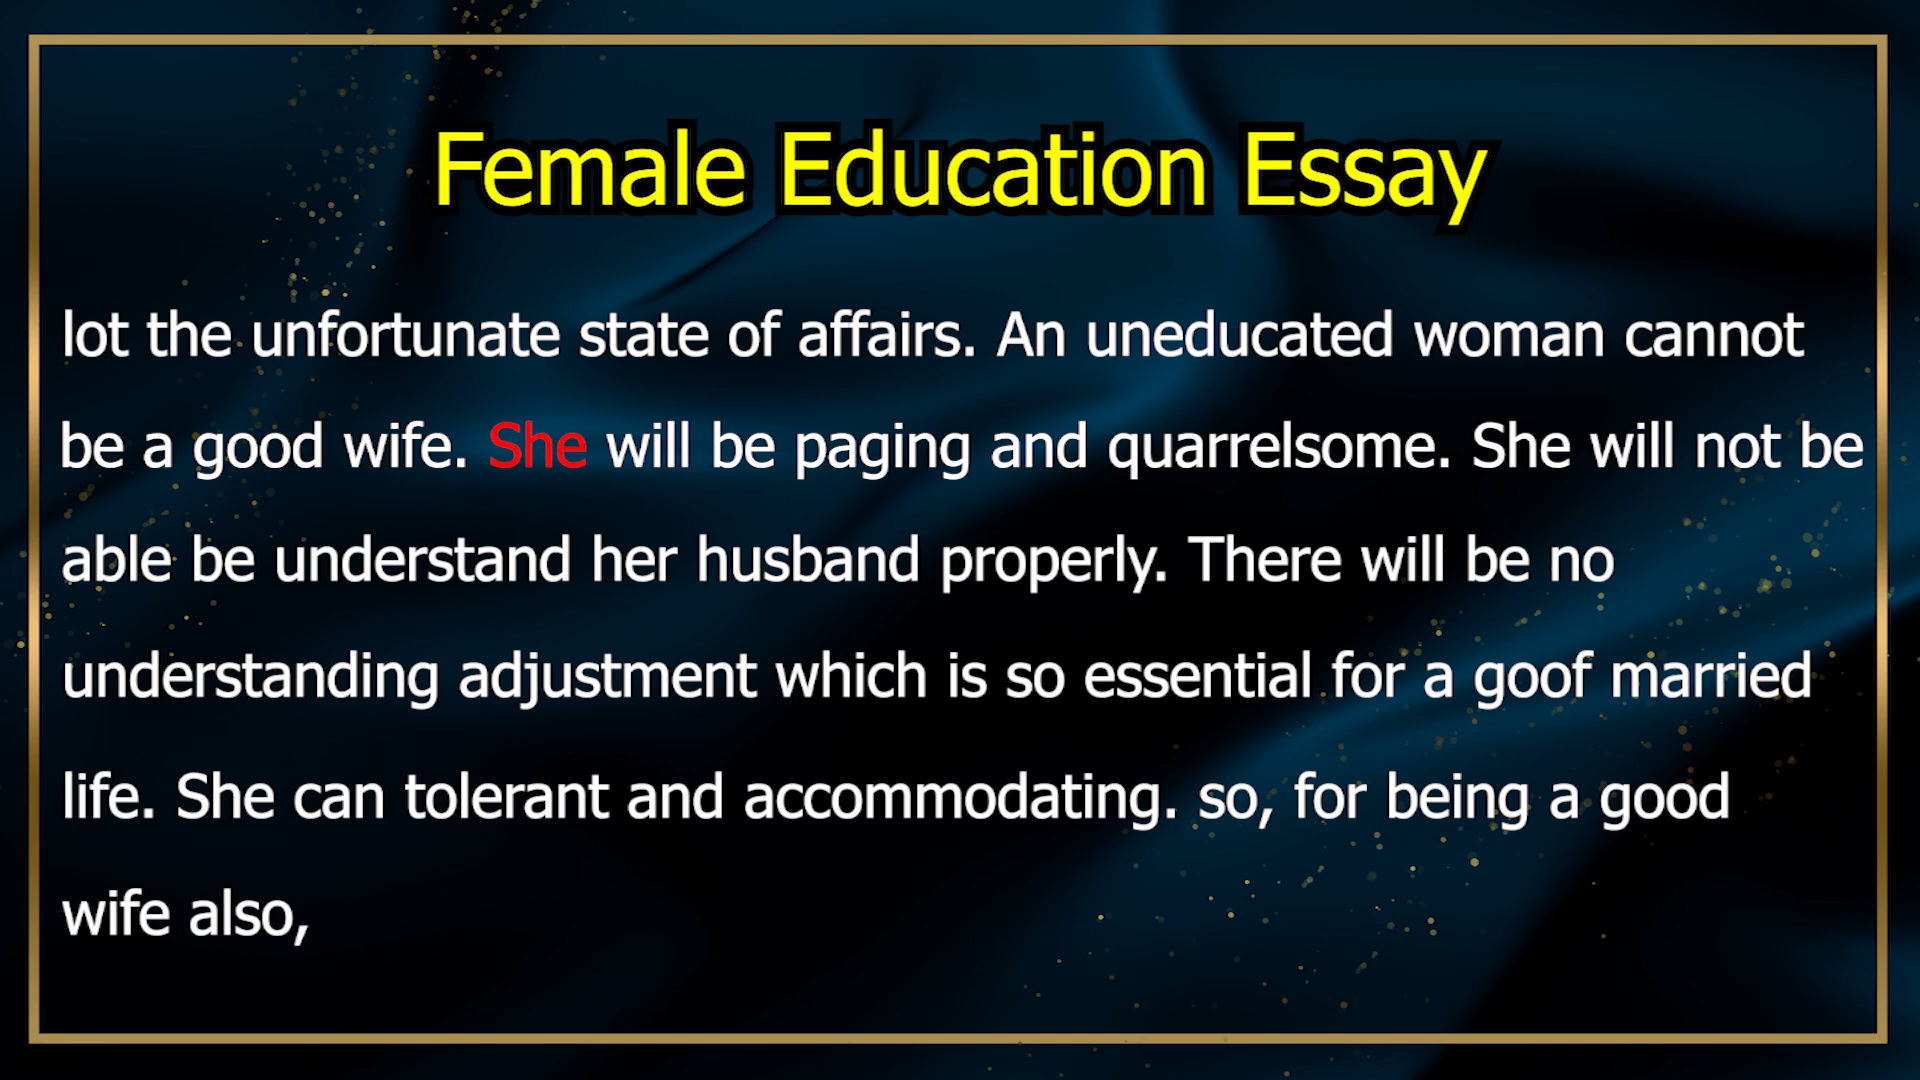 Female Education Essay
lot the unfortunate state of affairs. An uneducated woman cannot
be a good wife. She will be paging and quarrelsome. She will not be
able be understand her husband properly. There will be no
understanding adjustment which is so essential for a goof married
life. She can tolerant and accommodating. so, for being a good
wife also,